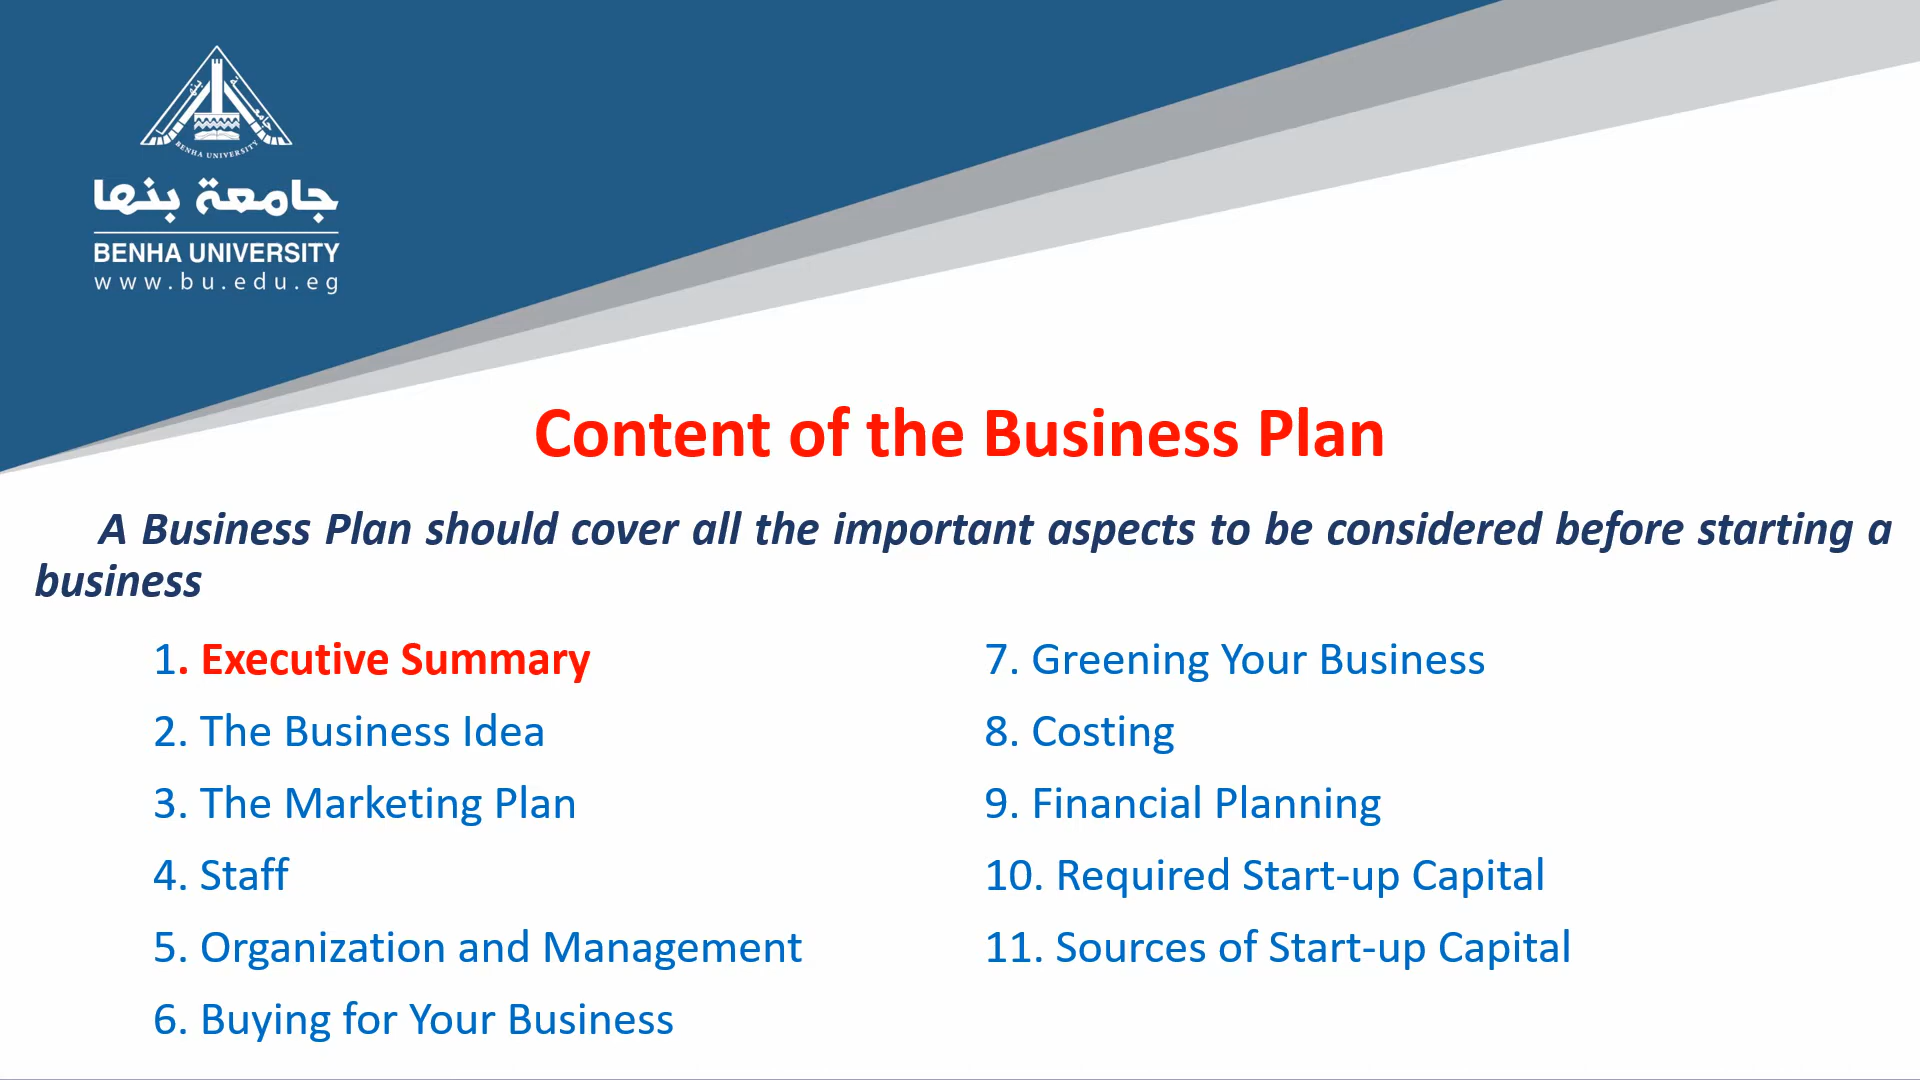 BENHA UNIVERSITY
جامعة بنها
BENHA UNIVERSITY
www.bu.edu.eg
Content of the Business Plan
A Business Plan should cover all the important aspects to be considered before starting a
business
1. Executive Summary
2. The Business Idea
3. The Marketing Plan
4. Staff
5. Organization and Management
6. Buying for Your Business
7. Greening Your Business
8. Costing
9. Financial Planning
10. Required Start-up Capital
11. Sources of Start-up Capital